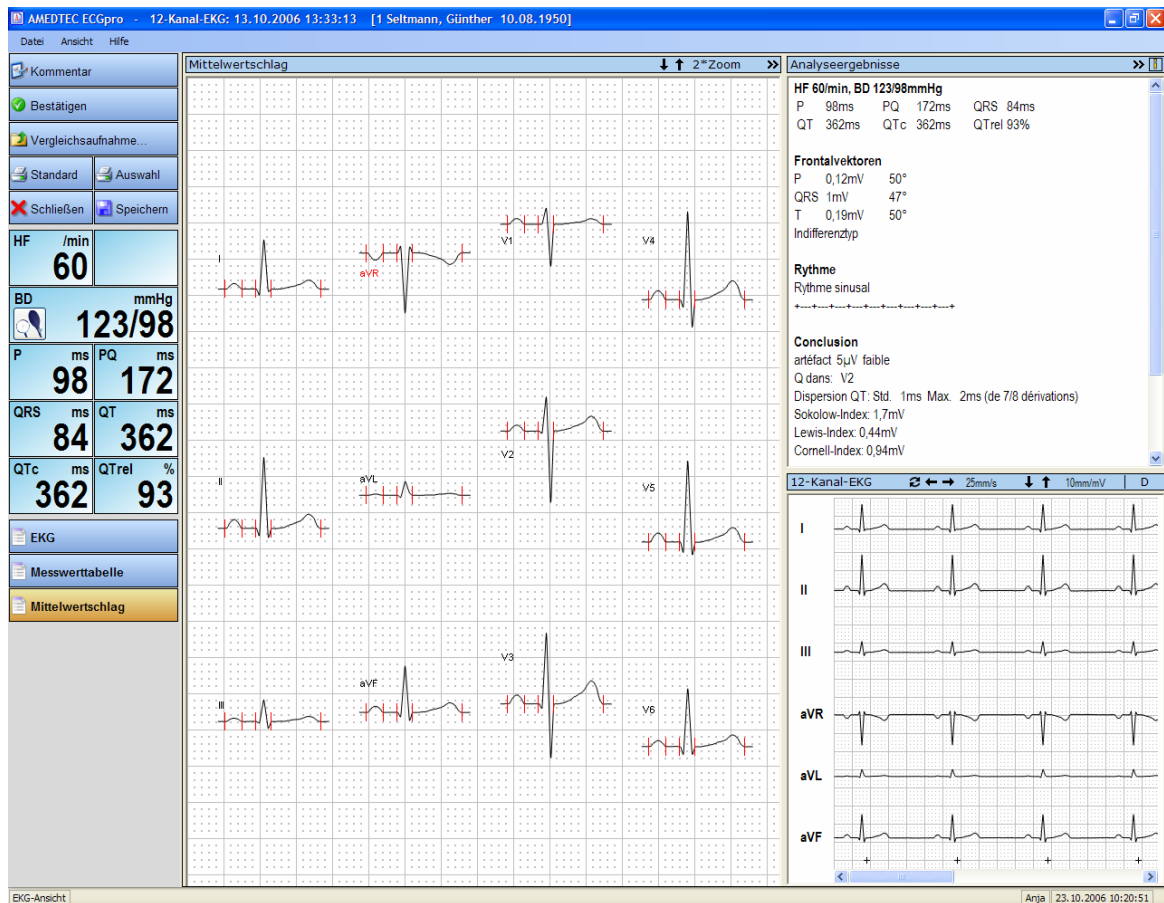 AMEDTEC ECGpro - 12-Kanal-EKG: 13.10.2006 13:33:13 [1 Seltmann, Günther 10.08.1950]
Datei Ansicht Hilfe
Kommentar
Bestätigen
Vergleichsaufnahme...
Standard Auswahl
Schließen Speichern
HF /min
60
BD mmHg
123/98
P ms PQ ms
98 172
QRS ms QT ms
84 362
QTc ms QTrel %
362 93
EKG
Messwerttabelle
Mittelwertschlag
Mittelwertschlag 2*Zoom
I aVR V1 V4
II aVL V2 V5
III aVF V3 V6
Analyseergebnisse
HF 60/min, BD 123/98mmHg
P 98ms PQ 172ms QRS 84ms
QT 362ms QTc 362ms QTrel 93%
Frontalvektoren
P 0,12mV 50°
QRS 1mV 47°
T 0,19mV 50°
Indifferenztyp
Rythme
Rythme sinusal
+---+---+---+---+---+---+---+---+---+
Conclusion
artéfact 5µV faible
Q dans: V2
Dispersion QT: Std. 1ms Max. 2ms (de 7/8 dérivations)
Sokolow-Index: 1,7mV
Lewis-Index: 0,44mV
Cornell-Index: 0,94mV
12-Kanal-EKG 25mm/s 10mm/mV D
I
II
III
aVR
aVL
aVF
+ + + +
EKG-Ansicht Anja 23.10.2006 10:20:51